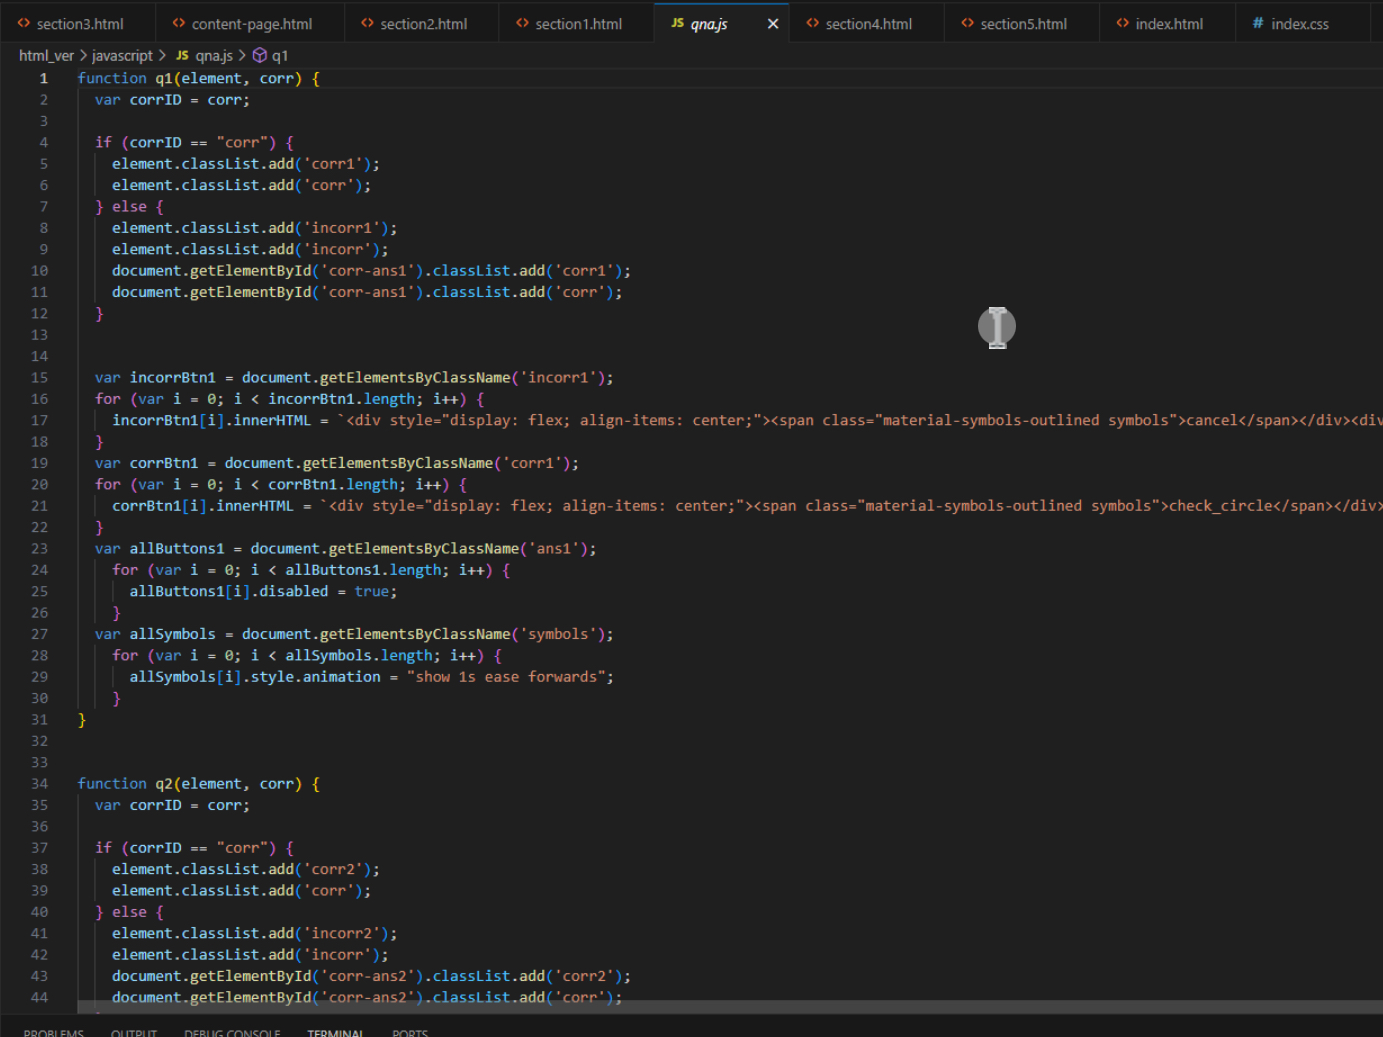 section3.html content-page.html section2.html section1.html JS qna.js section4.html section5.html index.html # index.css
html_ver > javascript > JS qna.js > q1
1 function q1(element, corr) {
2 var corrID = corr;
3
4 if (corrID == "corr") {
5 element.classList.add('corr1');
6 element.classList.add('corr');
7 } else {
8 element.classList.add('incorr1');
9 element.classList.add('incorr');
10 document.getElementById('corr-ans1').classList.add('corr1');
11 document.getElementById('corr-ans1').classList.add('corr');
12 }
13
14
15 var incorrBtn1 = document.getElementsByClassName('incorr1');
16 for (var i = 0; i < incorrBtn1.length; i++) {
17 incorrBtn1[i].innerHTML = `<div style="display: flex; align-items: center;"><span class="material-symbols-outlined symbols">cancel</span></div><div
18 }
19 var corrBtn1 = document.getElementsByClassName('corr1');
20 for (var i = 0; i < corrBtn1.length; i++) {
21 corrBtn1[i].innerHTML = `<div style="display: flex; align-items: center;"><span class="material-symbols-outlined symbols">check_circle</span></div>
22 }
23 var allButtons1 = document.getElementsByClassName('ans1');
24 for (var i = 0; i < allButtons1.length; i++) {
25 allButtons1[i].disabled = true;
26 }
27 var allSymbols = document.getElementsByClassName('symbols');
28 for (var i = 0; i < allSymbols.length; i++) {
29 allSymbols[i].style.animation = "show 1s ease forwards";
30 }
31 }
32
33
34 function q2(element, corr) {
35 var corrID = corr;
36
37 if (corrID == "corr") {
38 element.classList.add('corr2');
39 element.classList.add('corr');
40 } else {
41 element.classList.add('incorr2');
42 element.classList.add('incorr');
43 document.getElementById('corr-ans2').classList.add('corr2');
44 document.getElementById('corr-ans2').classList.add('corr');
PROBLEMS OUTPUT DEBUG CONSOLE TERMINAL PORTS